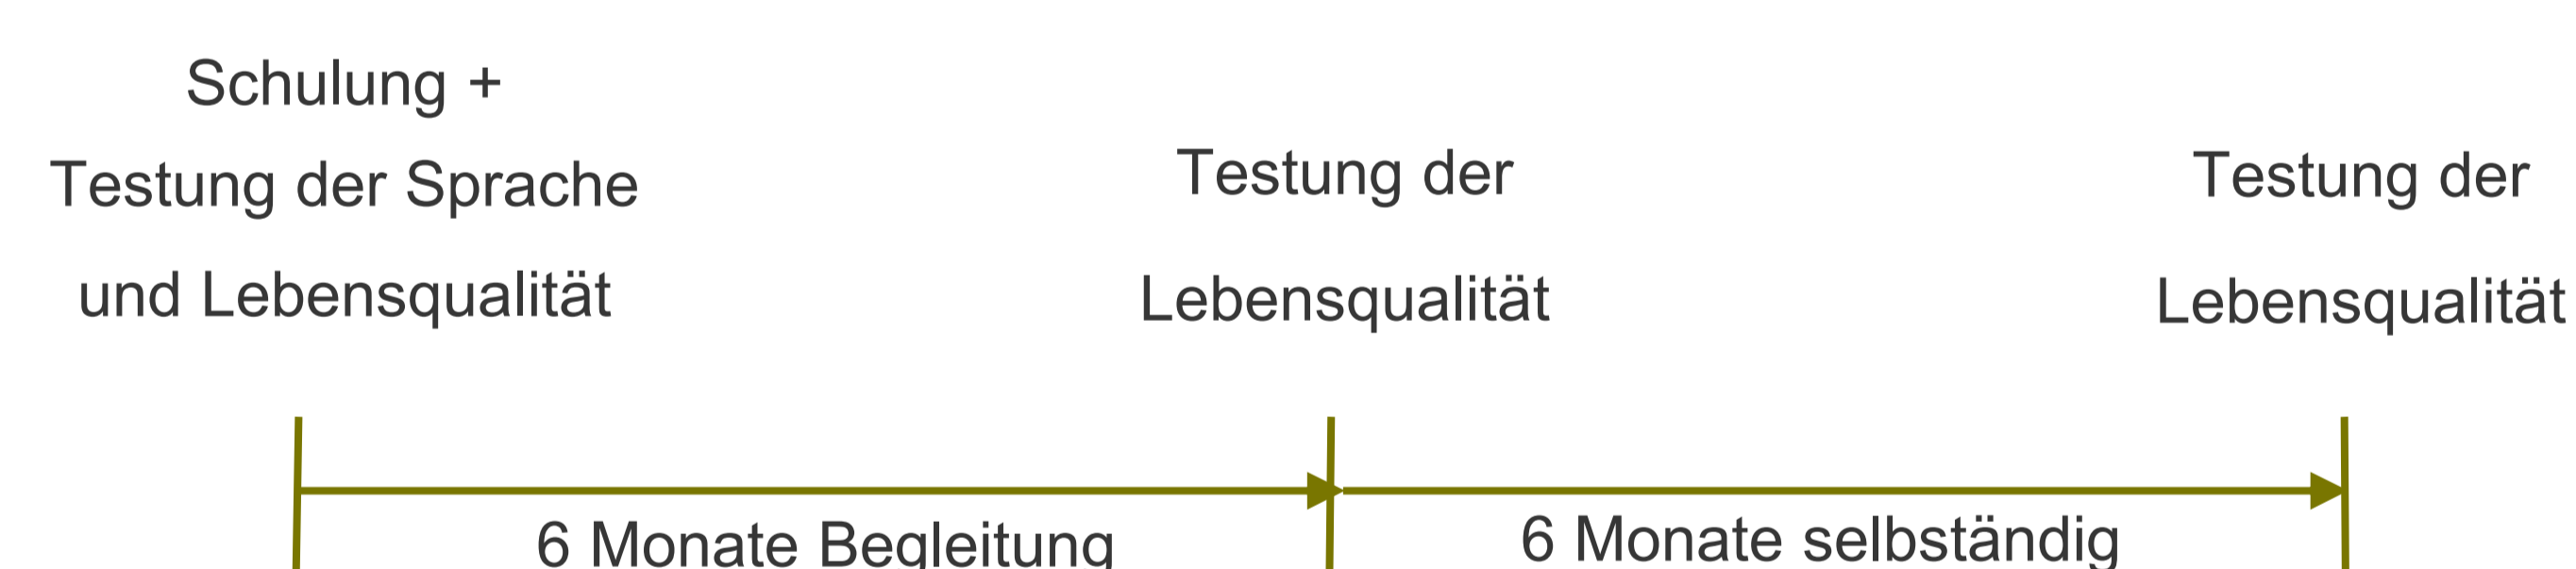 Schulung +
Testung der Sprache
und Lebensqualität
Testung der
Lebensqualität
Testung der
Lebensqualität
6 Monate Begleitung
6 Monate selbständig